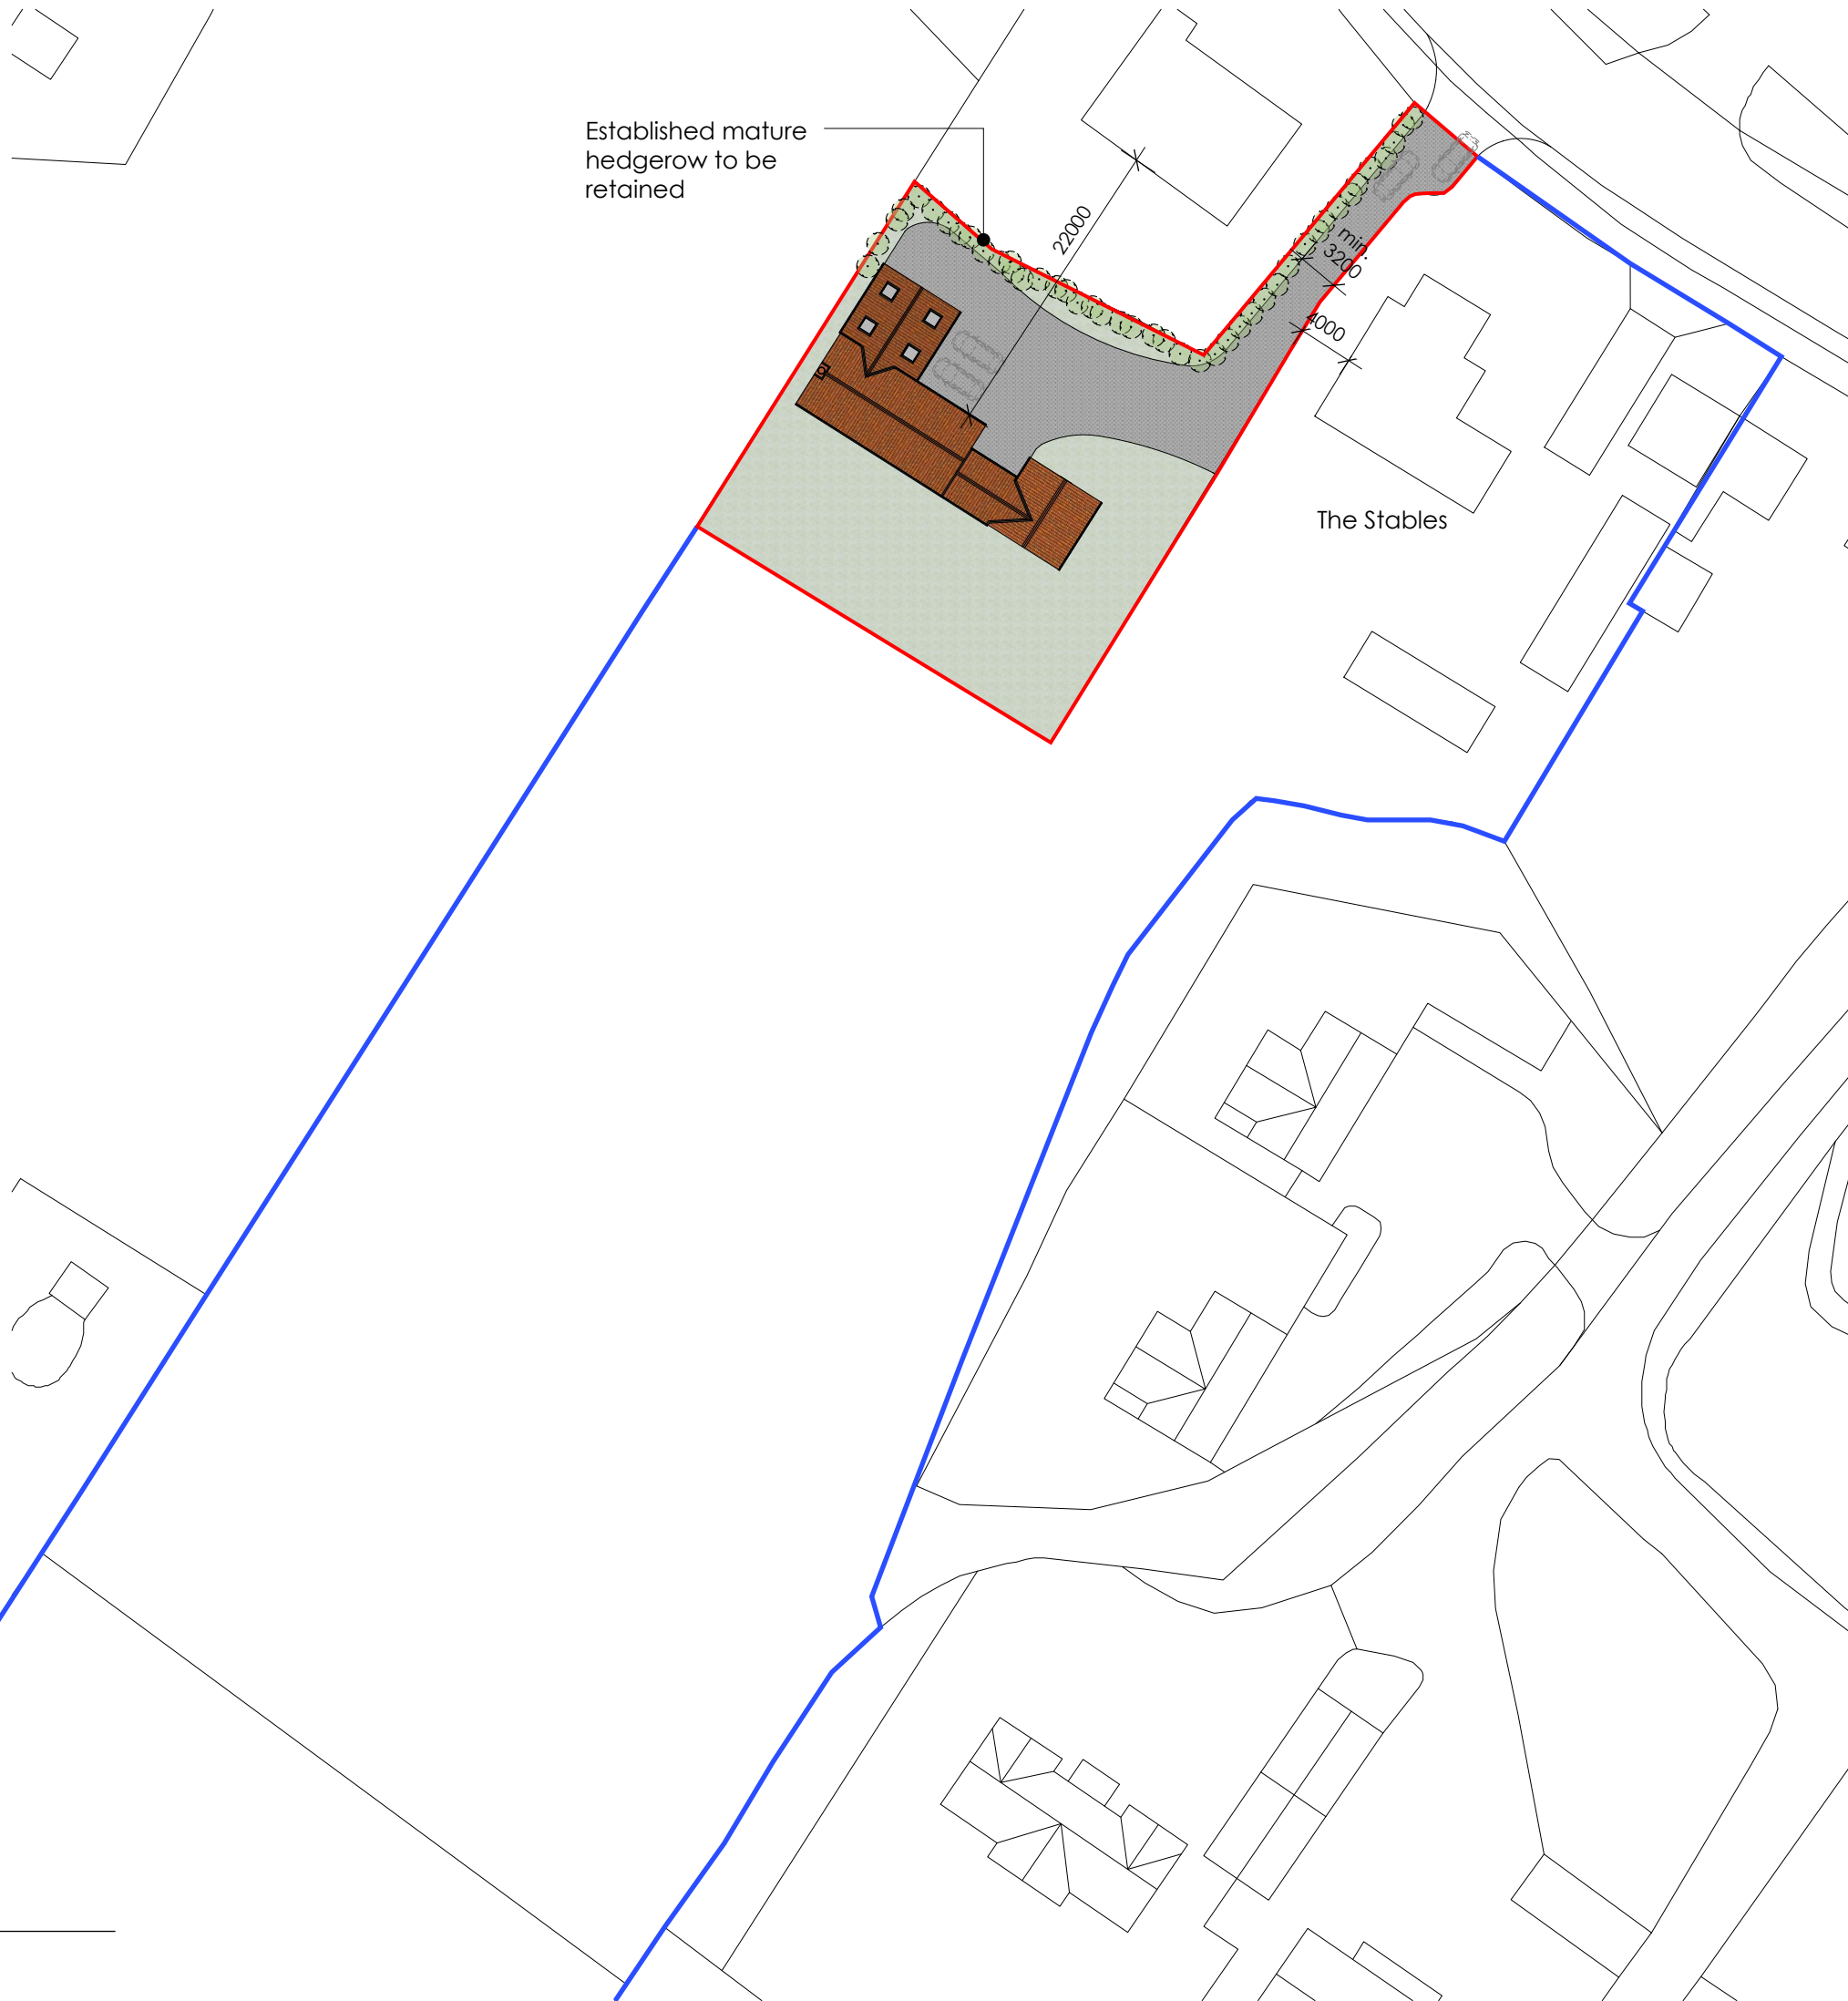 Established mature
hedgerow to be
retained
22000
min.
3200
4000
The Stables